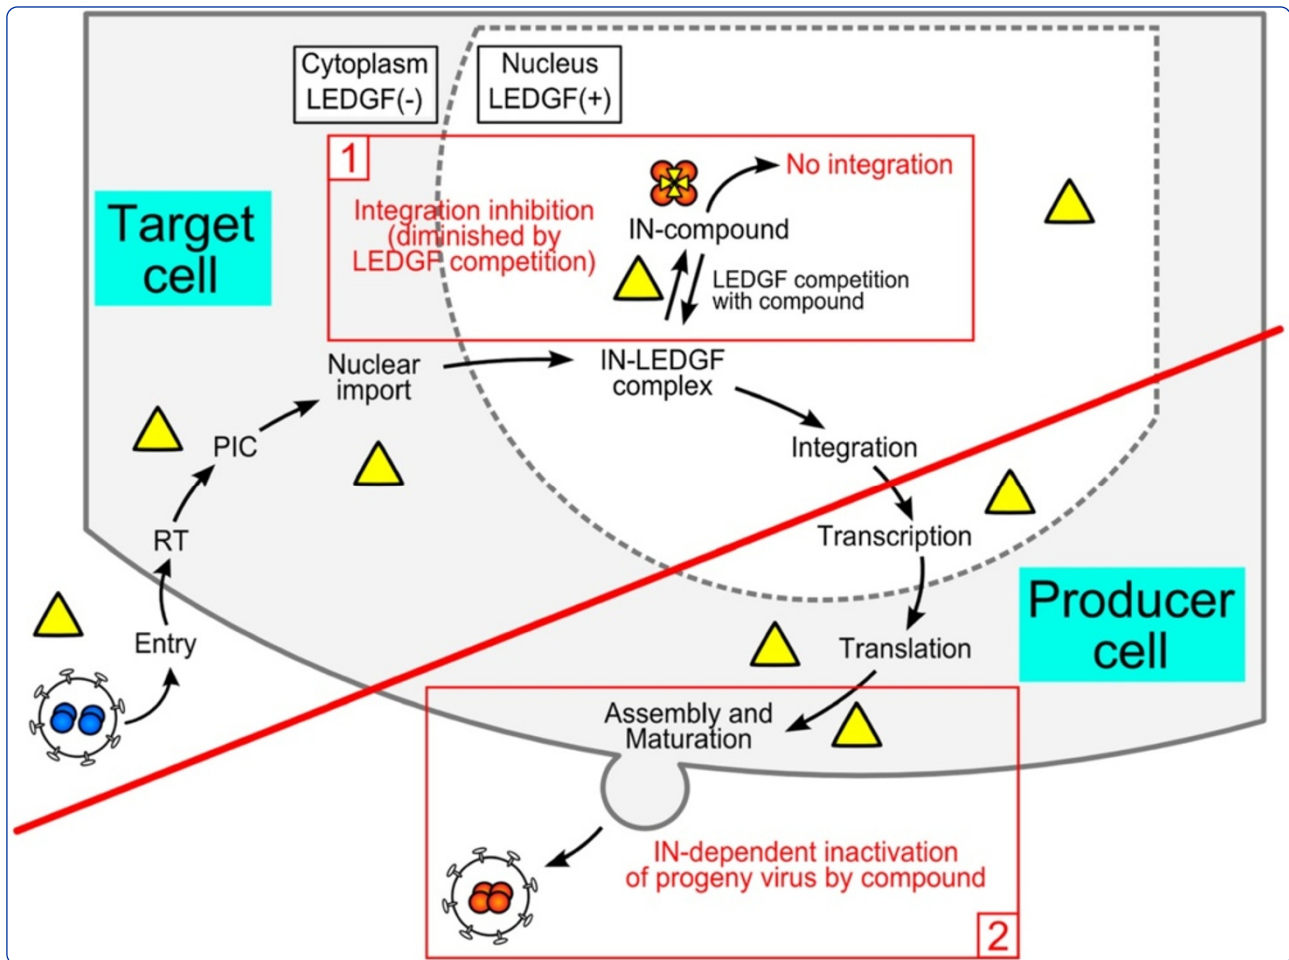 Cytoplasm
LEDGF(-)
Nucleus
LEDGF(+)
1
No integration
Target
cell
Integration inhibition
(diminished by
LEDGF competition)
IN-compound
LEDGF competition
with compound
Nuclear
import
IN-LEDGF
complex
PIC
Integration
RT
Transcription
Entry
Translation
Producer
cell
Assembly and
Maturation
IN-dependent inactivation
of progeny virus by compound
2